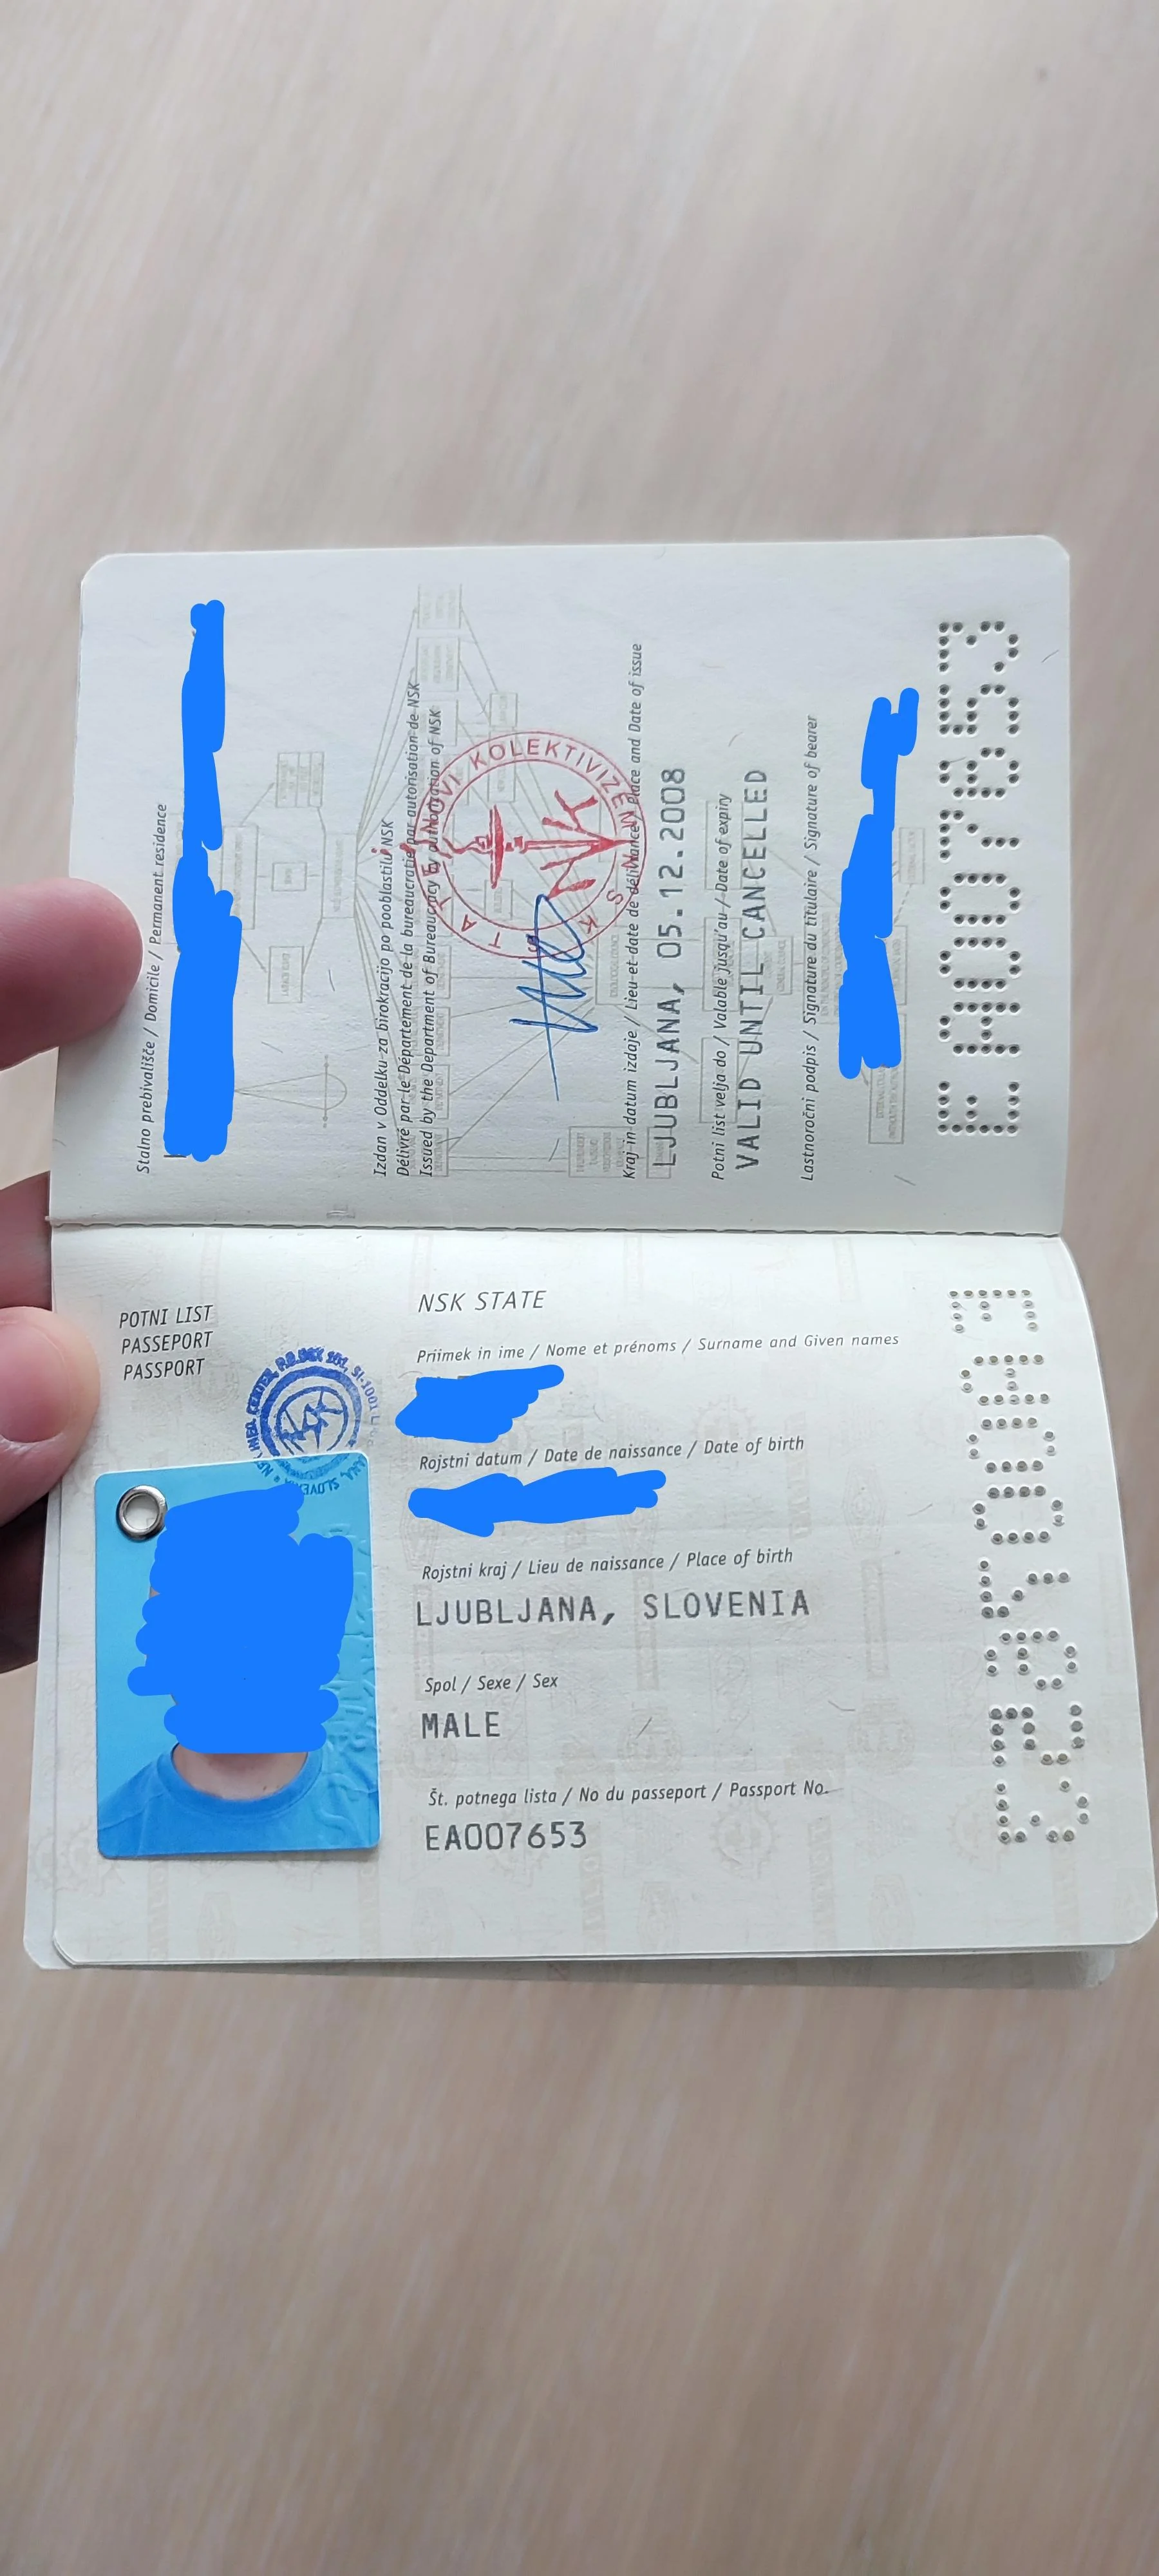 Stalno prebivališče / Domicile / Permanent residence
Izdan v Oddelku za birokracijo po pooblastilu NSK
Délivré par le Département de la bureaucratie par autorisation de NSK
Issued by the Department of Bureaucracy by authorization of NSK
KOLEKTIVIZEM
NSK
Kraj in datum izdaje / Lieu et date de délivrance / Place and Date of issue
LJUBLJANA, 05.12.2008
Potni list velja do / Valable jusqu'au / Date of expiry
VALID UNTIL CANCELLED
Lastnoročni podpis / Signature du titulaire / Signature of bearer
E A007653
POTNI LIST
PASSEPORT
PASSPORT
NSK STATE
Priimek in ime / Nome et prénoms / Surname and Given names
Rojstni datum / Date de naissance / Date of birth
Rojstni kraj / Lieu de naissance / Place of birth
LJUBLJANA, SLOVENIA
Spol / Sexe / Sex
MALE
Št. potnega lista / No du passeport / Passport No.
EA007653
E A007653